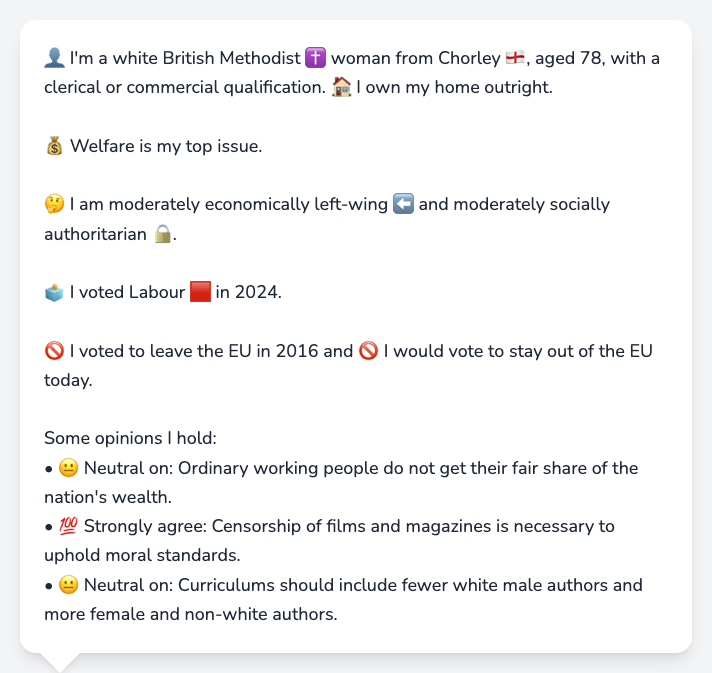 👤 I'm a white British Methodist ✝️ woman from Chorley 🏴󠁧󠁢󠁥󠁮󠁧󠁿, aged 78, with a
clerical or commercial qualification. 🏠 I own my home outright.
💰 Welfare is my top issue.
🤔 I am moderately economically left-wing ⬅️ and moderately socially
authoritarian 🔒.
🗳️ I voted Labour 🟥 in 2024.
🚫 I voted to leave the EU in 2016 and 🚫 I would vote to stay out of the EU
today.
Some opinions I hold:
• 😐 Neutral on: Ordinary working people do not get their fair share of the
nation's wealth.
• 💯 Strongly agree: Censorship of films and magazines is necessary to
uphold moral standards.
• 😐 Neutral on: Curriculums should include fewer white male authors and
more female and non-white authors.